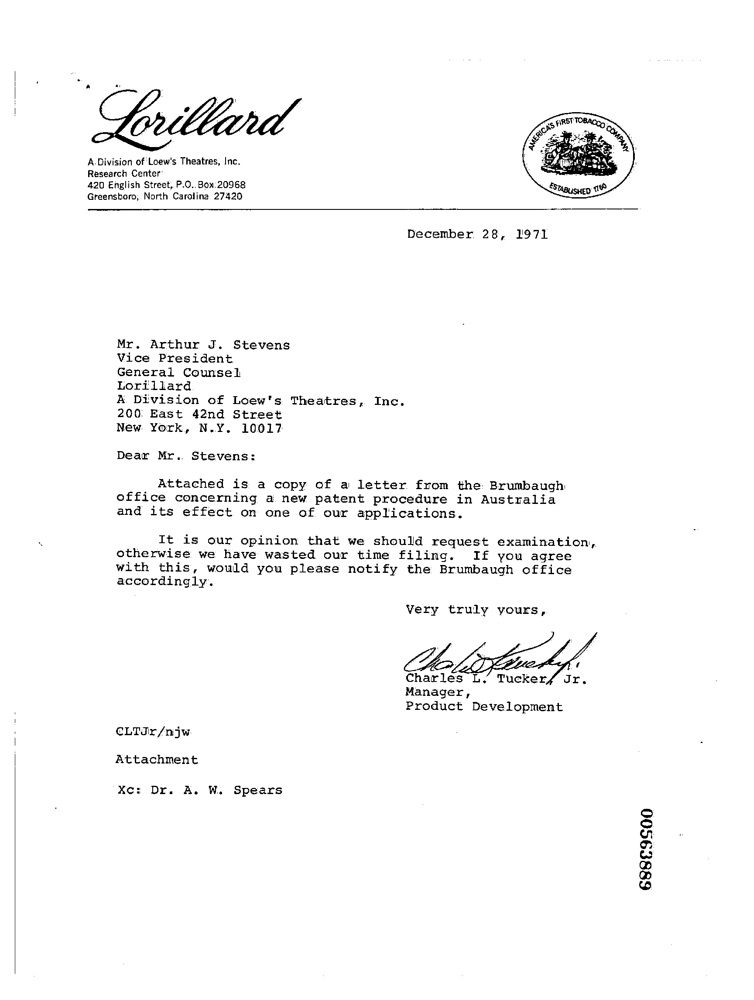 Lorillard
A Division of Loew's Theatres, Inc.
Research Center
420 English Street, P.O. Box 20968
Greensboro, North Carolina 27420
AMERICA'S FIRST TOBACCO COMPANY
ESTABLISHED 1760
December 28, 1971
Mr. Arthur J. Stevens
Vice President
General Counsel
Lorillard
A Division of Loew's Theatres, Inc.
200 East 42nd Street
New York, N.Y. 10017
Dear Mr. Stevens:
Attached is a copy of a letter from the Brumbaugh
office concerning a new patent procedure in Australia
and its effect on one of our applications.
It is our opinion that we should request examination,
otherwise we have wasted our time filing. If you agree
with this, would you please notify the Brumbaugh office
accordingly.
Very truly yours,
Charles L. Tucker, Jr.
Manager,
Product Development
CLTJr/njw
Attachment
Xc: Dr. A. W. Spears
00563889